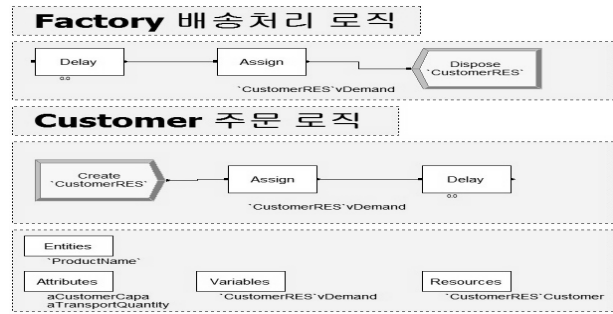 Factory 배송처리 로직
Delay
0.0
Assign
`CustomerRES`vDemand
Dispose
`CustomerRES`
Customer 주문 로직
Create
`CustomerRES`
Assign
`CustomerRES`vDemand
Delay
0.0
Entities
`ProductName`
Attributes
aCustomerCapa
aTransportQuantity
Variables
`CustomerRES`vDemand
Resources
`CustomerRES`Customer